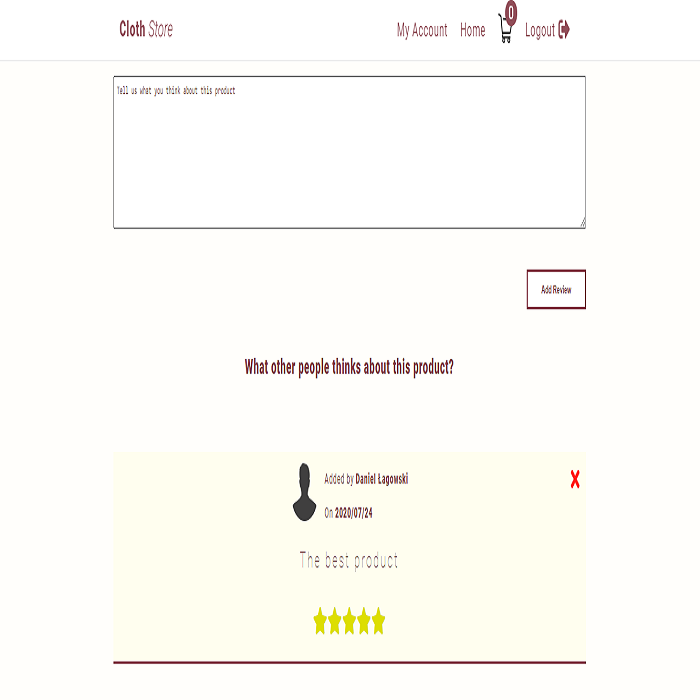 Cloth Store
My Account Home 0 Logout
Tell us what you think about this product
Add Review
What other people thinks about this product?
Added by Daniel Łagowski
On 2020/07/24
The best product